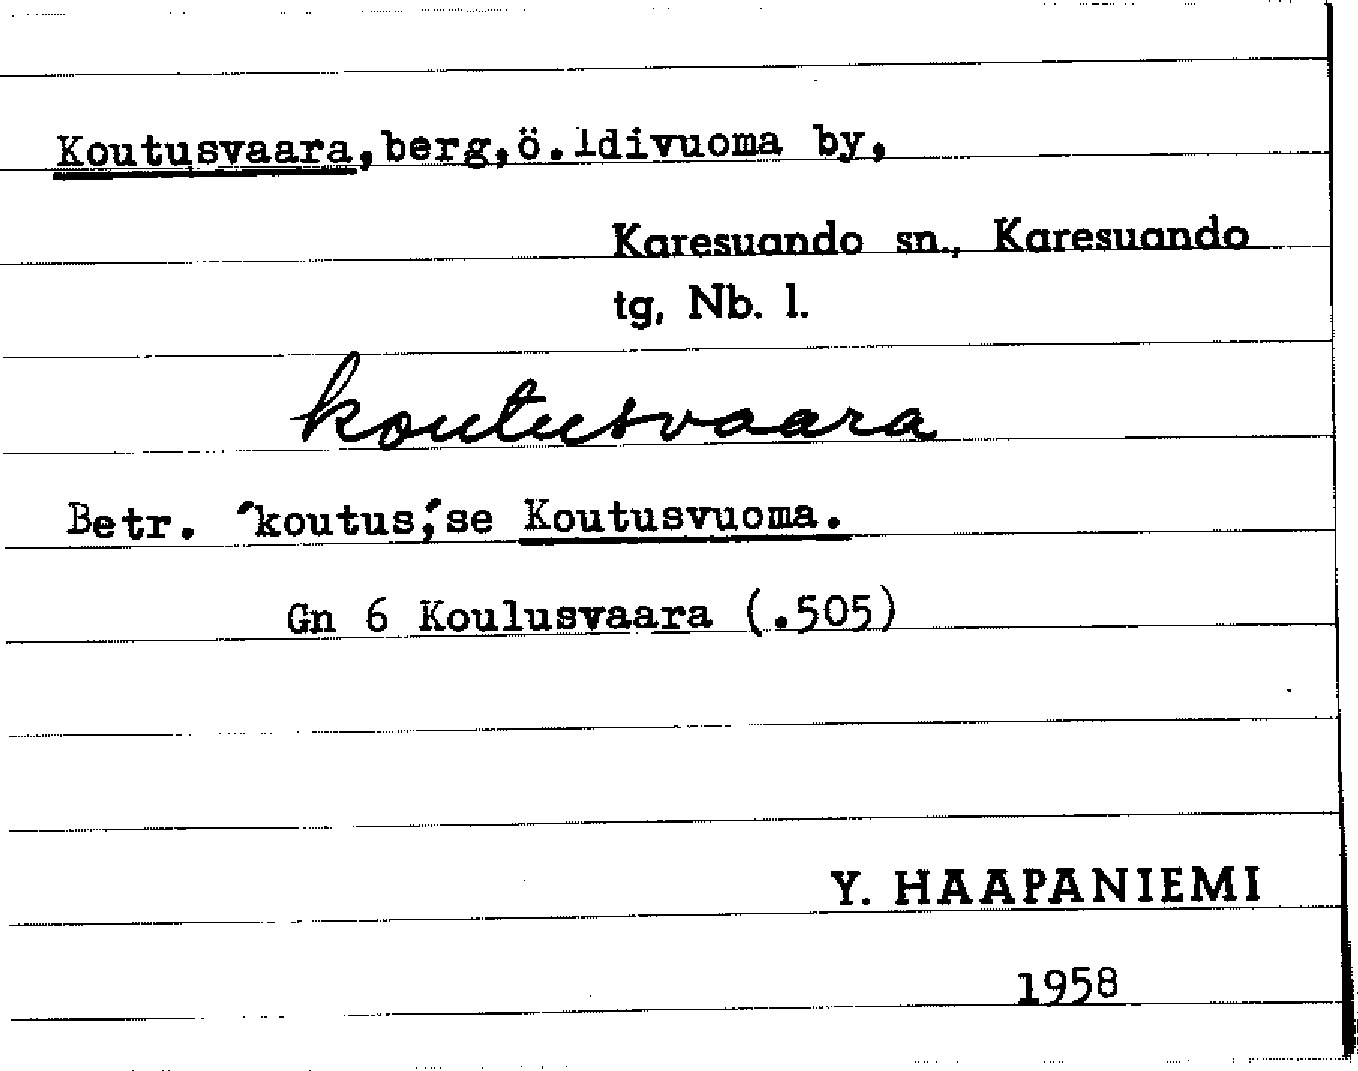 Koutusvaara,berg,ö.Idivuoma by,
Karesuando sn., Karesuando
tg, Nb. l.
koutusvaara
Betr. "koutus",se Koutusvuoma.
Gn 6 Koulusvaara (.505)
Y. HAAPANIEMI
1958